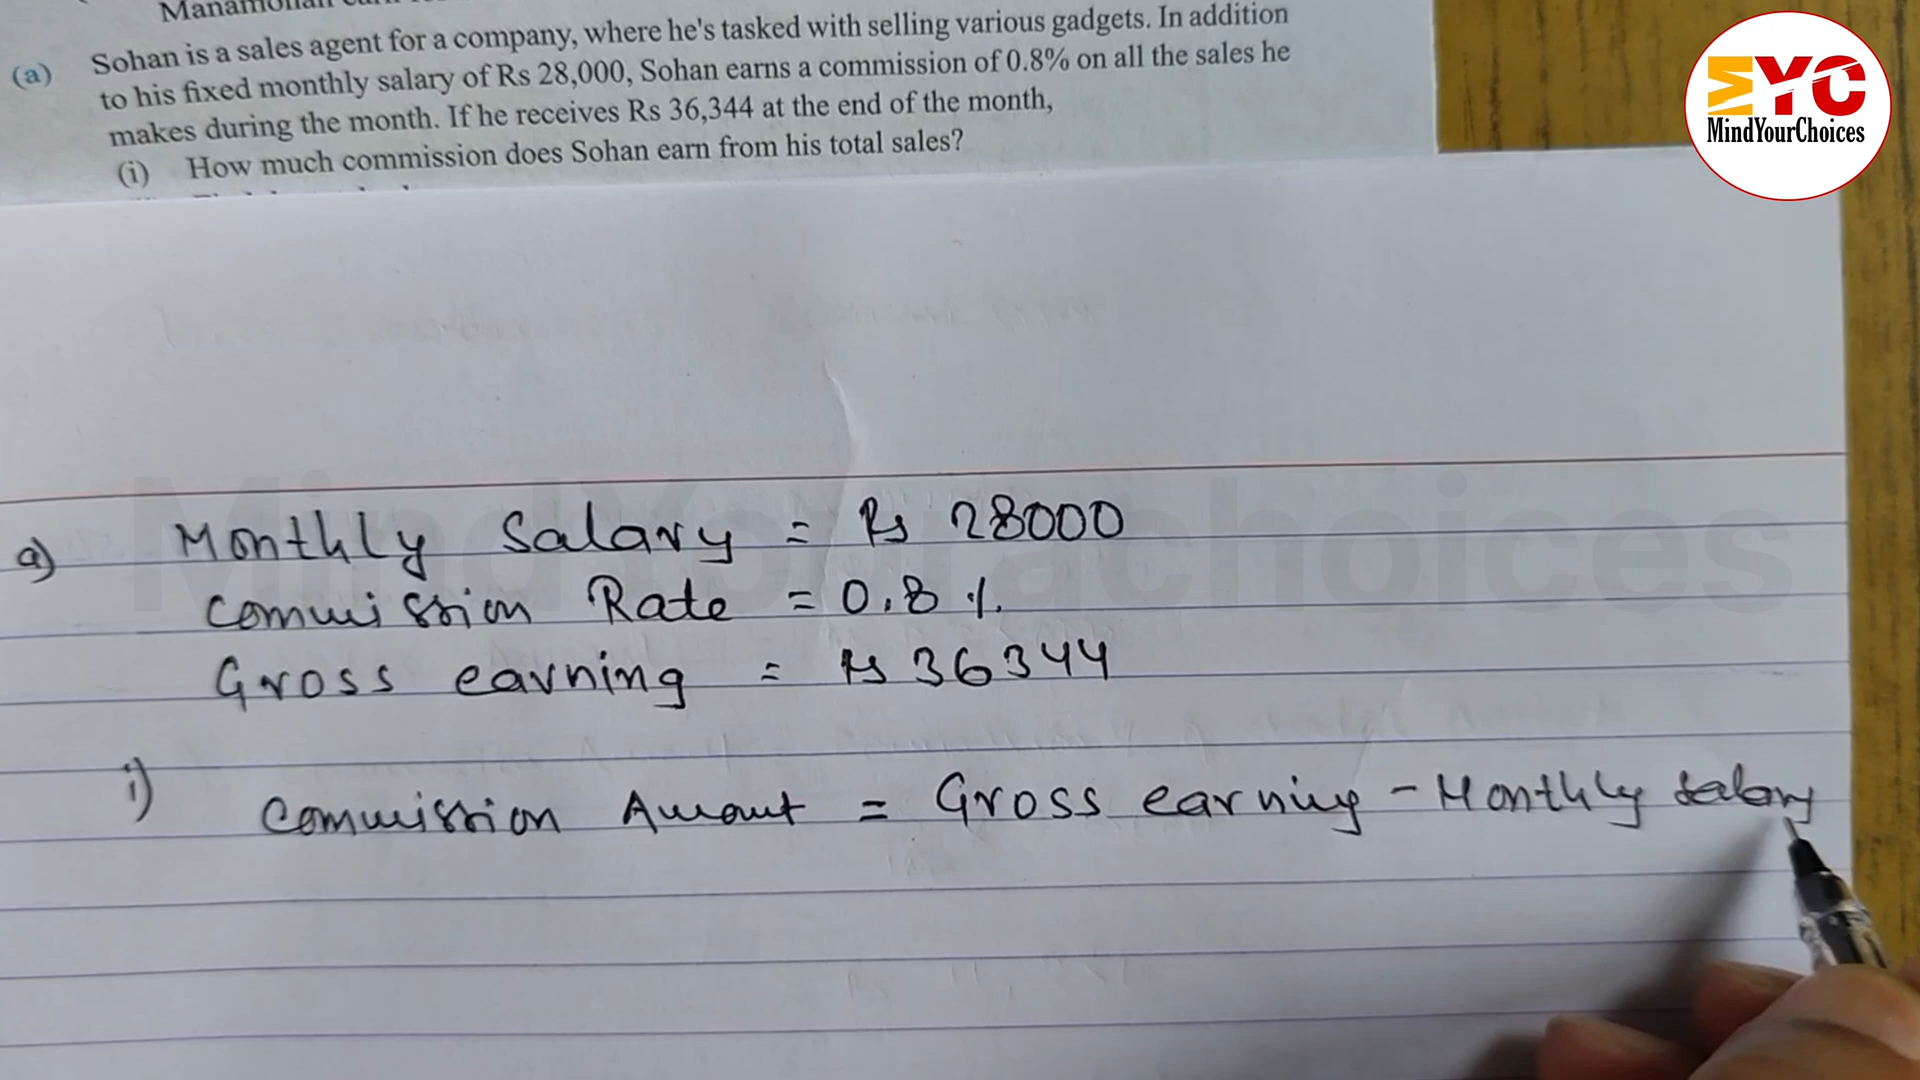 (a) Sohan is a sales agent for a company, where he's tasked with selling various gadgets. In addition
to his fixed monthly salary of Rs 28,000, Sohan earns a commission of 0.8% on all the sales he
makes during the month. If he receives Rs 36,344 at the end of the month,
(i) How much commission does Sohan earn from his total sales?
MYC
MindYourChoices
a) Monthly Salary = Rs 28000
Commission Rate = 0.8 %
Gross earning = Rs 36344
i) Commission Amout = Gross earning - Monthly Salary